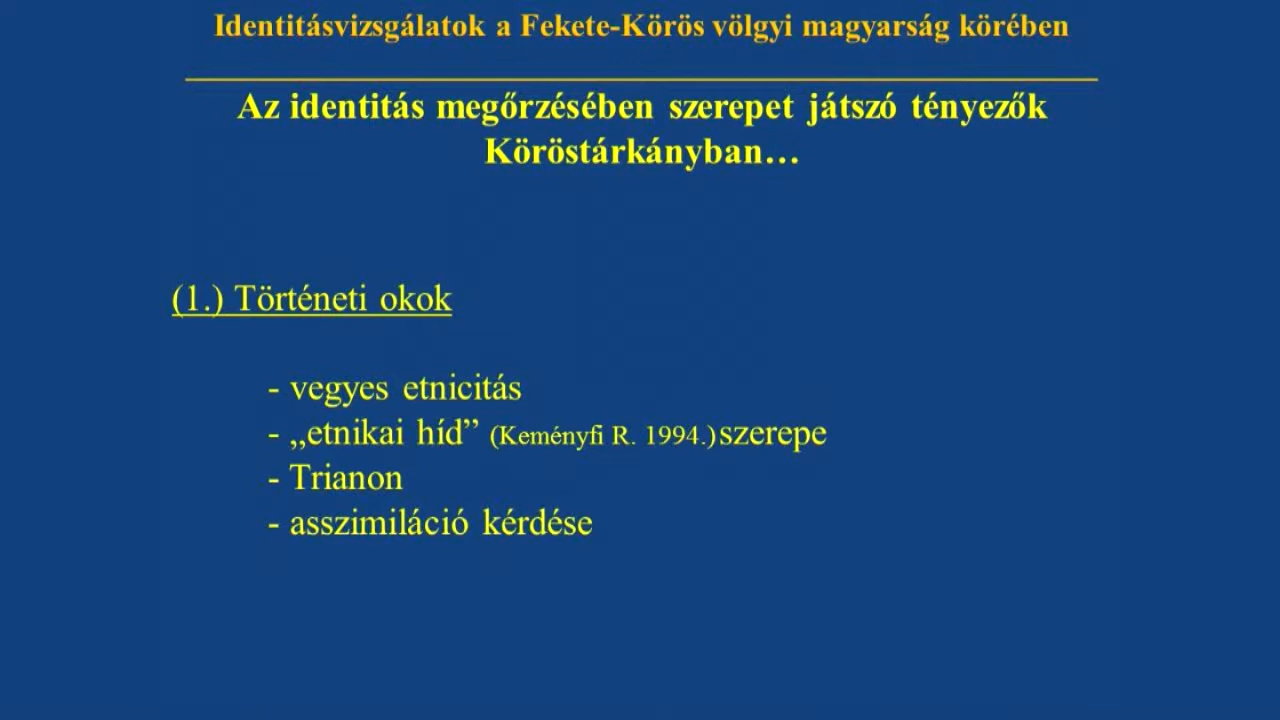 Identitásvizsgálatok a Fekete-Körös völgyi magyarság körében
Az identitás megőrzésében szerepet játszó tényezők
Köröstárkányban…
(1.) Történeti okok
- vegyes etnicitás
- „etnikai híd” (Keményfi R. 1994.) szerepe
- Trianon
- asszimiláció kérdése